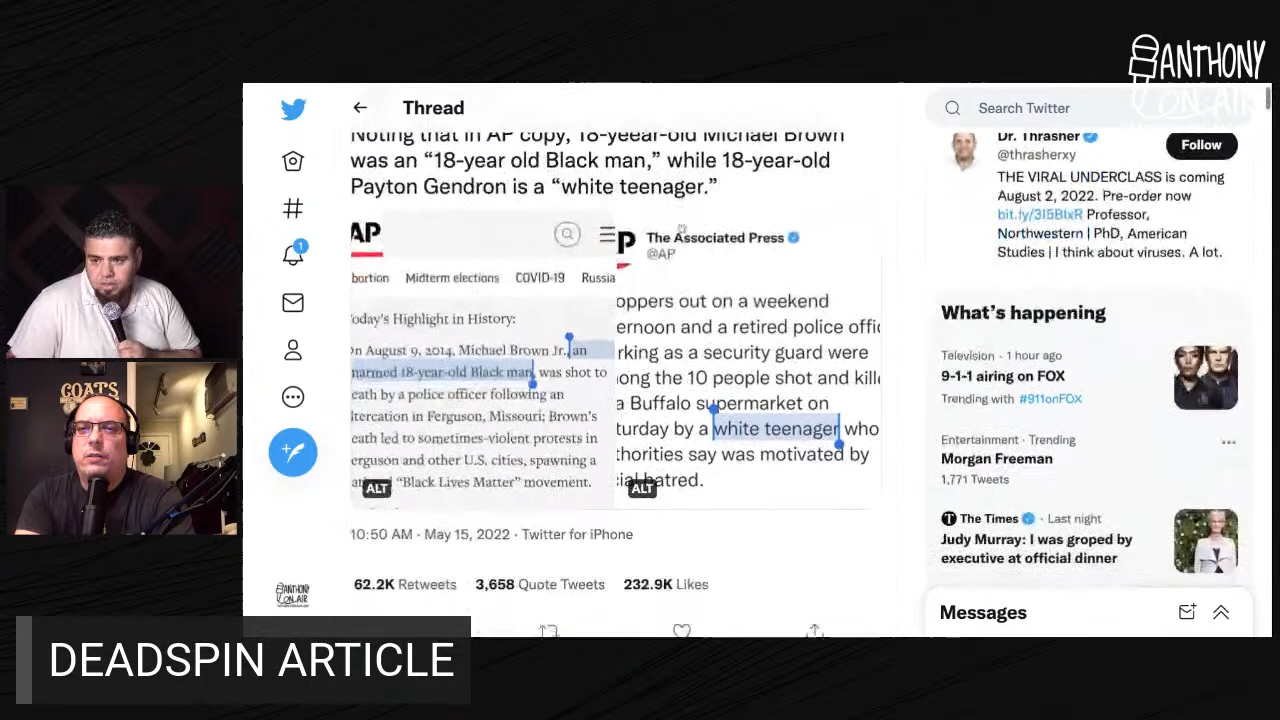 ANTHONY
ON AIR
Thread
Search Twitter
Noting that in AP copy, 18-yeear-old Michael Brown
was an “18-year old Black man,” while 18-year-old
Payton Gendron is a “white teenager.”
AP
bortion Midterm elections COVID-19 Russia
oday's Highlight in History:
On August 9, 2014, Michael Brown Jr., an
narmed 18-year-old Black man, was shot to
eath by a police officer following an
ltercation in Ferguson, Missouri; Brown's
eath led to sometimes-violent protests in
erguson and other U.S. cities, spawning a
“Black Lives Matter” movement.
ALT
P
The Associated Press
@AP
oppers out on a weekend
ernoon and a retired police offic
rking as a security guard were
ong the 10 people shot and kille
a Buffalo supermarket on
turday by a white teenager who
thorities say was motivated by
cial hatred.
ALT
10:50 AM · May 15, 2022 · Twitter for iPhone
62.2K Retweets 3,658 Quote Tweets 232.9K Likes
Dr. Thrasher
@thrasherxy
Follow
THE VIRAL UNDERCLASS is coming
August 2, 2022. Pre-order now
bit.ly/3I5BIxR Professor,
Northwestern | PhD, American
Studies | I think about viruses. A lot.
What's happening
Television · 1 hour ago
9-1-1 airing on FOX
Trending with #911onFOX
Entertainment · Trending
Morgan Freeman
1,771 Tweets
The Times · Last night
Judy Murray: I was groped by
executive at official dinner
Messages
1
GOATS
ANTHONY
ON AIR
DEADSPIN ARTICLE